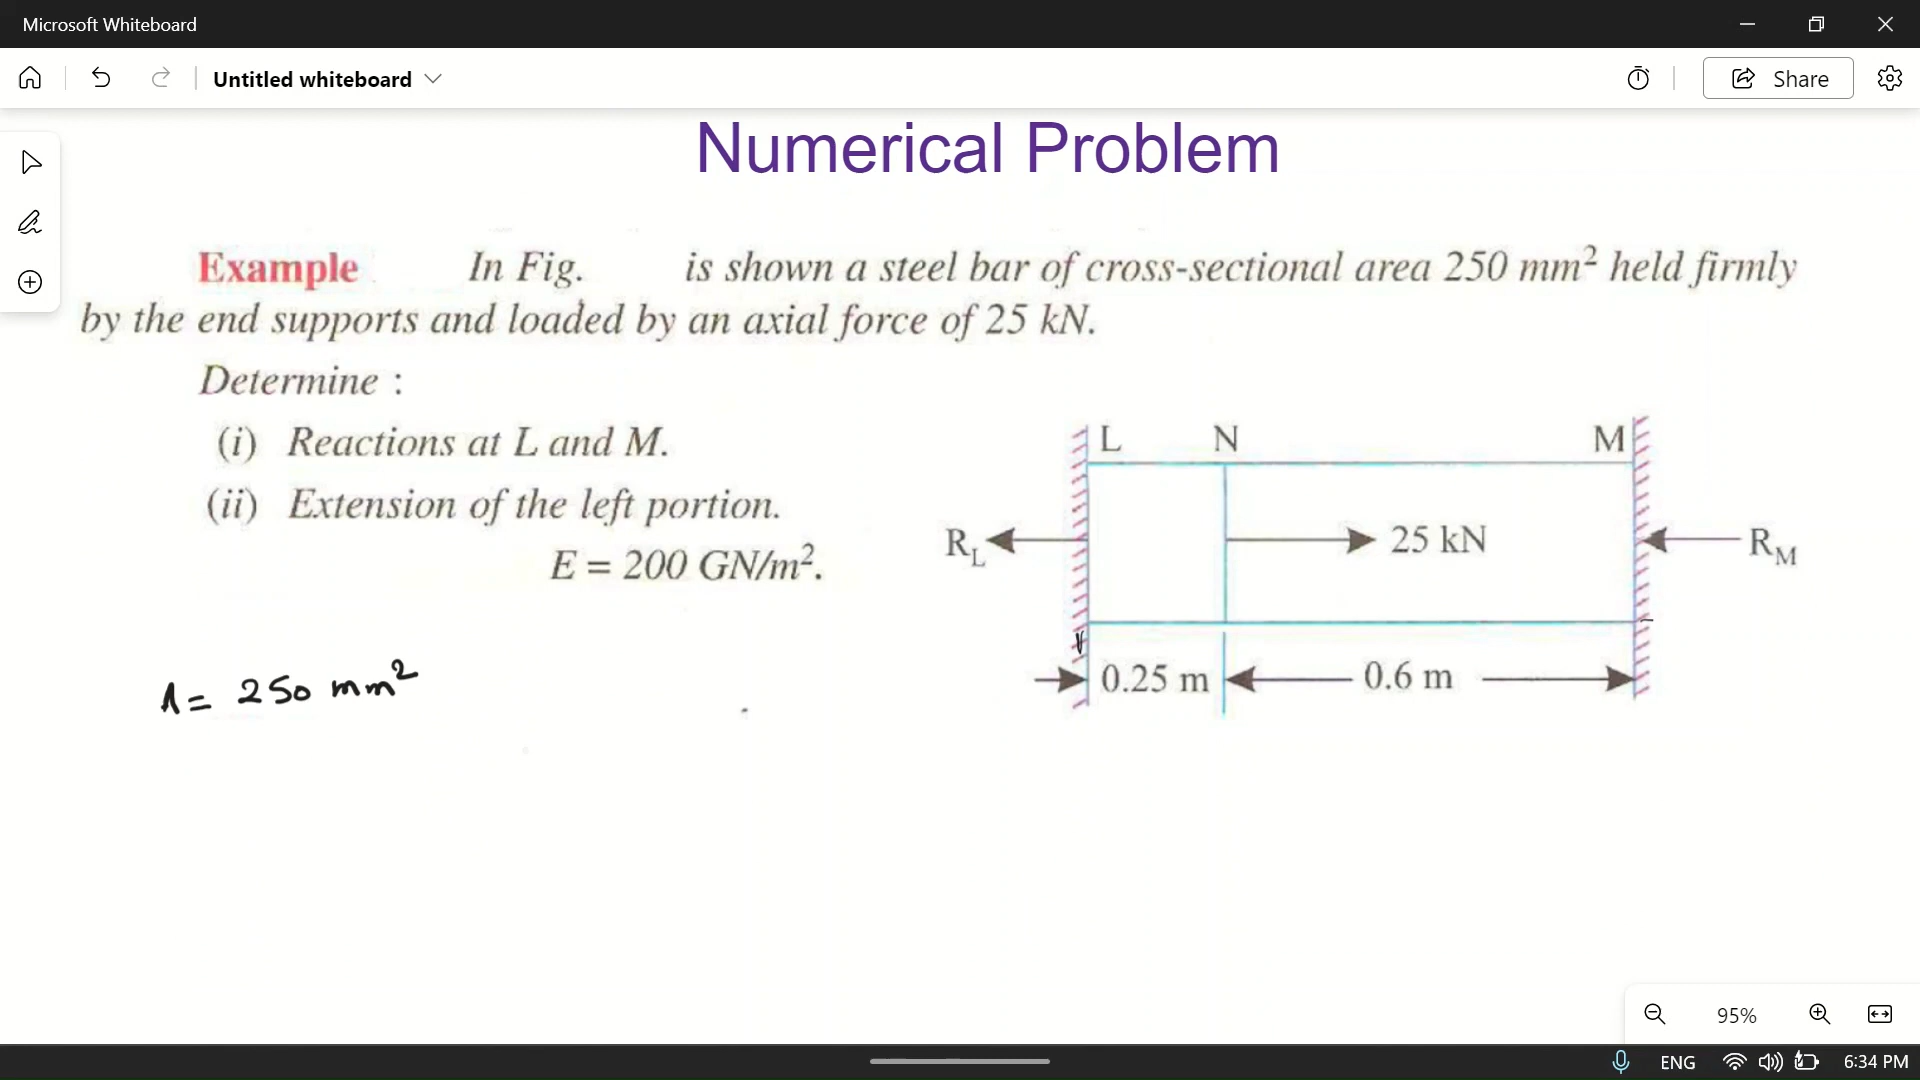 Microsoft Whiteboard
Untitled whiteboard
Share
Numerical Problem
Example In Fig. is shown a steel bar of cross-sectional area 250 mm² held firmly
by the end supports and loaded by an axial force of 25 kN.
Determine :
(i) Reactions at L and M.
(ii) Extension of the left portion.
E = 200 GN/m².
L N M
R_L 25 kN R_M
0.25 m 0.6 m
A = 250 mm²
95%
ENG 6:34 PM